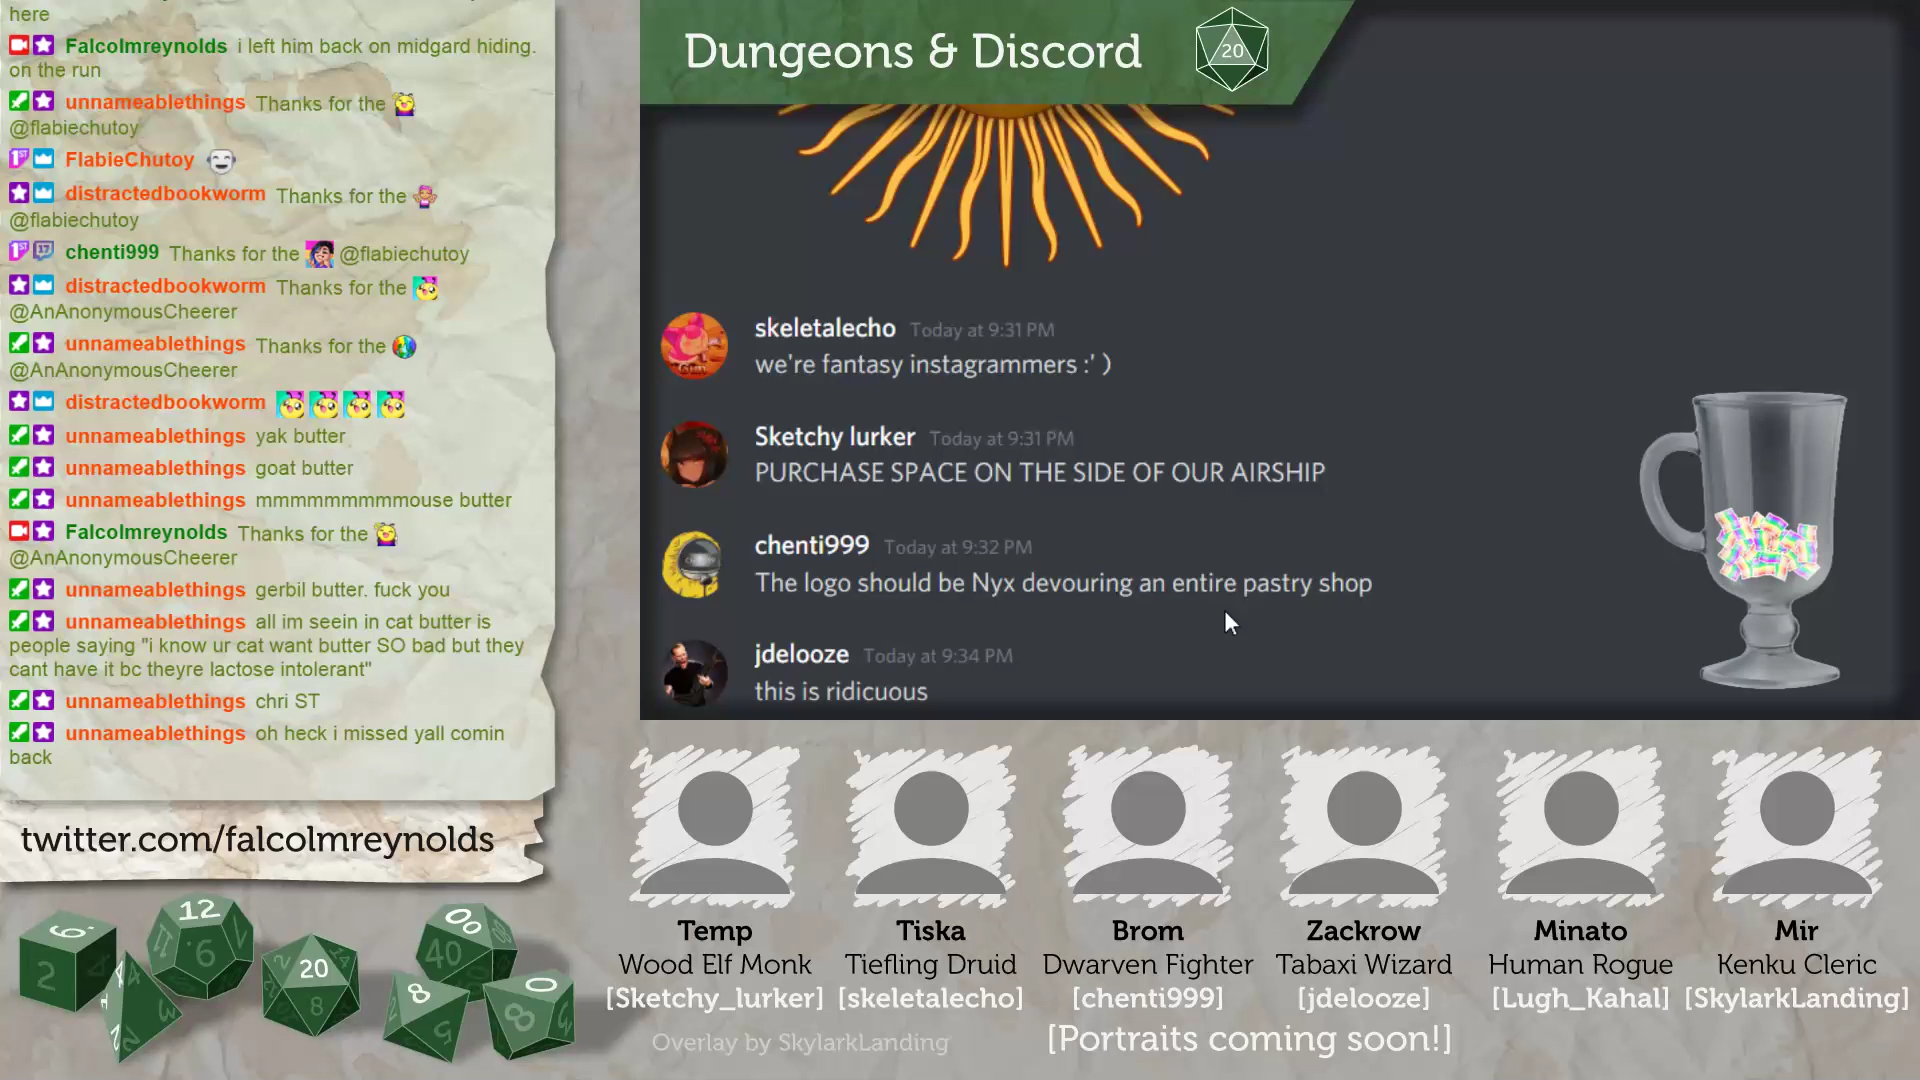 here
Falcolmreynolds i left him back on midgard hiding.
on the run
unnameablethings Thanks for the
@flabiechutoy
FlabieChutoy
distractedbookworm Thanks for the
@flabiechutoy
chenti999 Thanks for the @flabiechutoy
distractedbookworm Thanks for the
@AnAnonymousCheerer
unnameablethings Thanks for the
@AnAnonymousCheerer
distractedbookworm
unnameablethings yak butter
unnameablethings goat butter
unnameablethings mmmmmmmmmouse butter
Falcolmreynolds Thanks for the
@AnAnonymousCheerer
unnameablethings gerbil butter. fuck you
unnameablethings all im seein in cat butter is
people saying "i know ur cat want butter SO bad but they
cant have it bc theyre lactose intolerant"
unnameablethings chri ST
unnameablethings oh heck i missed yall comin
back
twitter.com/falcolmreynolds
Dungeons & Discord
20
skeletalecho Today at 9:31 PM
we're fantasy instagrammers :' )
Sketchy lurker Today at 9:31 PM
PURCHASE SPACE ON THE SIDE OF OUR AIRSHIP
chenti999 Today at 9:32 PM
The logo should be Nyx devouring an entire pastry shop
jdelooze Today at 9:34 PM
this is ridicuous
Temp
Wood Elf Monk
[Sketchy_lurker]
Tiska
Tiefling Druid
[skeletalecho]
Brom
Dwarven Fighter
[chenti999]
Zackrow
Tabaxi Wizard
[jdelooze]
Minato
Human Rogue
[Lugh_Kahal]
Mir
Kenku Cleric
[SkylarkLanding]
Overlay by SkylarkLanding
[Portraits coming soon!]
6.
2
12
6
20
8
00
40
8
5
0
8